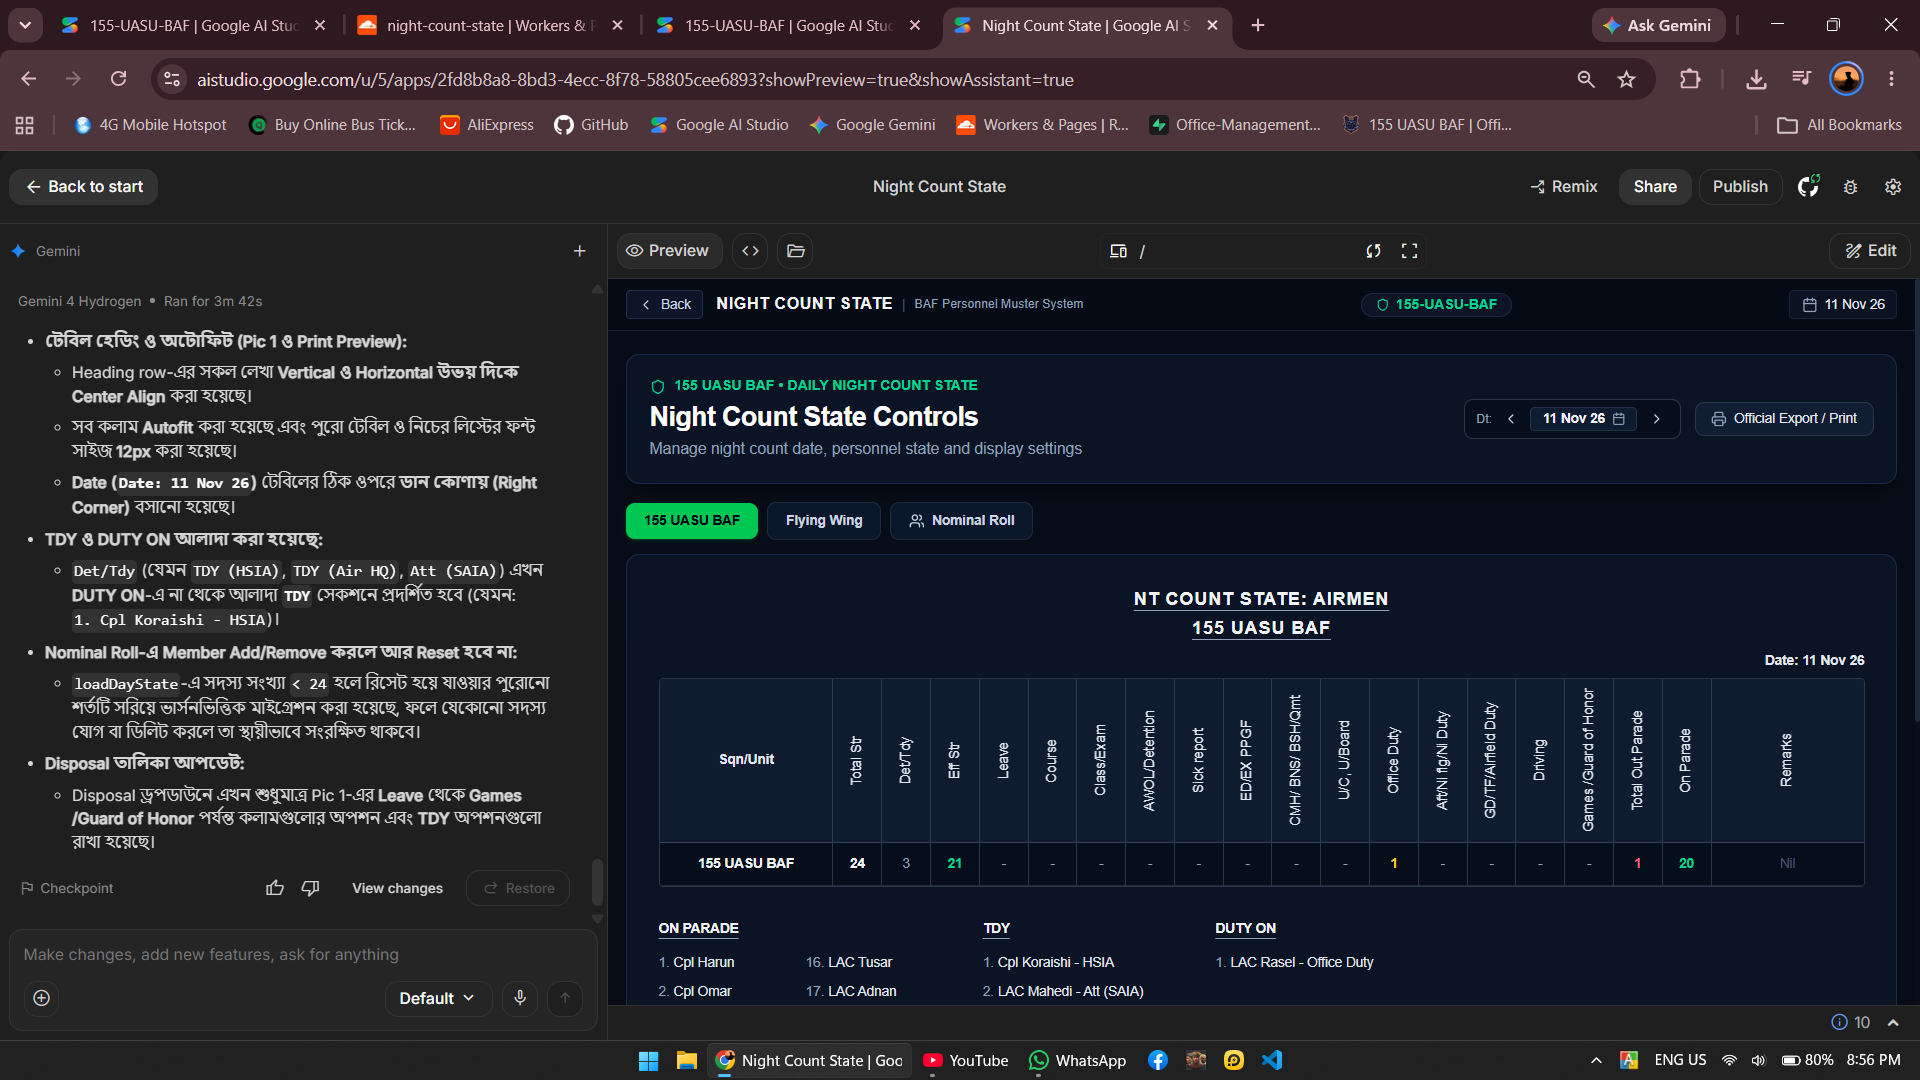 155-UASU-BAF | Google AI Stuc
night-count-state | Workers & P
155-UASU-BAF | Google AI Stuc
Night Count State | Google AI S
Ask Gemini
aistudio.google.com/u/5/apps/2fd8b8a8-8bd3-4ecc-8f78-58805cee6893?showPreview=true&showAssistant=true
4G Mobile Hotspot
Buy Online Bus Tick...
AliExpress
GitHub
Google AI Studio
Google Gemini
Workers & Pages | R...
Office-Management...
155 UASU BAF | Offi...
All Bookmarks
Back to start
Night Count State
Remix
Share
Publish
Gemini
Preview
/
Edit
Gemini 4 Hydrogen • Ran for 3m 42s
• টেবিল হেডিং ও অটোফিট (Pic 1 ও Print Preview):
Heading row-এর সকল লেখা Vertical ও Horizontal উভয় দিকে
Center Align করা হয়েছে।
সব কলাম Autofit করা হয়েছে এবং পুরো টেবিল ও নিচের লিস্টের ফন্ট
সাইজ 12px করা হয়েছে।
Date (Date: 11 Nov 26) টেবিলের ঠিক ওপরে ডান কোণায় (Right
Corner) বসানো হয়েছে।
• TDY ও DUTY ON আলাদা করা হয়েছে:
Det/Tdy (যেমন TDY (HSIA), TDY (Air HQ), Att (SAIA)) এখন
DUTY ON-এ না থেকে আলাদা TDY সেকশনে প্রদর্শিত হবে (যেমন:
1. Cpl Koraishi - HSIA)।
• Nominal Roll-এ Member Add/Remove করলে আর Reset হবে না:
loadDayState-এ সদস্য সংখ্যা < 24 হলে রিসেট হয়ে যাওয়ার পুরোনো
শর্তটি সরিয়ে ভার্সনভিত্তিক মাইগ্রেশন করা হয়েছে, ফলে যেকোনো সদস্য
যোগ বা ডিলিট করলে তা স্থায়ীভাবে সংরক্ষিত থাকবে।
• Disposal তালিকা আপডেট:
Disposal ড্রপডাউনে এখন শুধুমাত্র Pic 1-এর Leave থেকে Games
/Guard of Honor পর্যন্ত কলামগুলোর অপশন এবং TDY অপশনগুলো
রাখা হয়েছে।
Checkpoint
View changes
Restore
Make changes, add new features, ask for anything
Default
Back
NIGHT COUNT STATE | BAF Personnel Muster System
155-UASU-BAF
11 Nov 26
155 UASU BAF • DAILY NIGHT COUNT STATE
Night Count State Controls
Manage night count date, personnel state and display settings
Dt:
11 Nov 26
Official Export / Print
155 UASU BAF
Flying Wing
Nominal Roll
NT COUNT STATE: AIRMEN
155 UASU BAF
Date: 11 Nov 26
Sqn/Unit
Total Str
Det/Tdy
Eff Str
Leave
Course
Class/Exam
AWOL/Detention
Sick report
ED/EX PPGF
CMH/ BNS/ BSH/Qmt
U/C, U/Board
Office Duty
Aft/Ni flg/Ni Duty
GD/TF/Airfield Duty
Driving
Games /Guard of Honor
Total Out Parade
On Parade
Remarks
155 UASU BAF 24 3 21 - - - - - - - - 1 - - - - 1 20 Nil
ON PARADE
TDY
DUTY ON
1. Cpl Harun
16. LAC Tusar
1. Cpl Koraishi - HSIA
1. LAC Rasel - Office Duty
2. Cpl Omar
17. LAC Adnan
2. LAC Mahedi - Att (SAIA)
10
Night Count State | Goo
YouTube
WhatsApp
ENG US
80%
8:56 PM